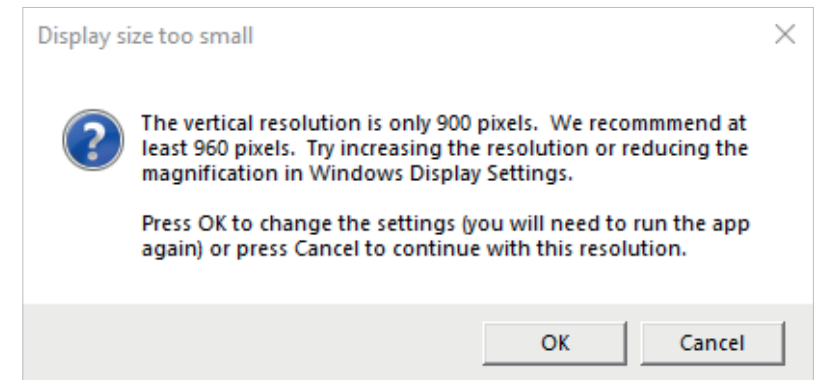 Display size too small
The vertical resolution is only 900 pixels.  We recommmend at
least 960 pixels.  Try increasing the resolution or reducing the
magnification in Windows Display Settings.
Press OK to change the settings (you will need to run the app
again) or press Cancel to continue with this resolution.
OK
Cancel